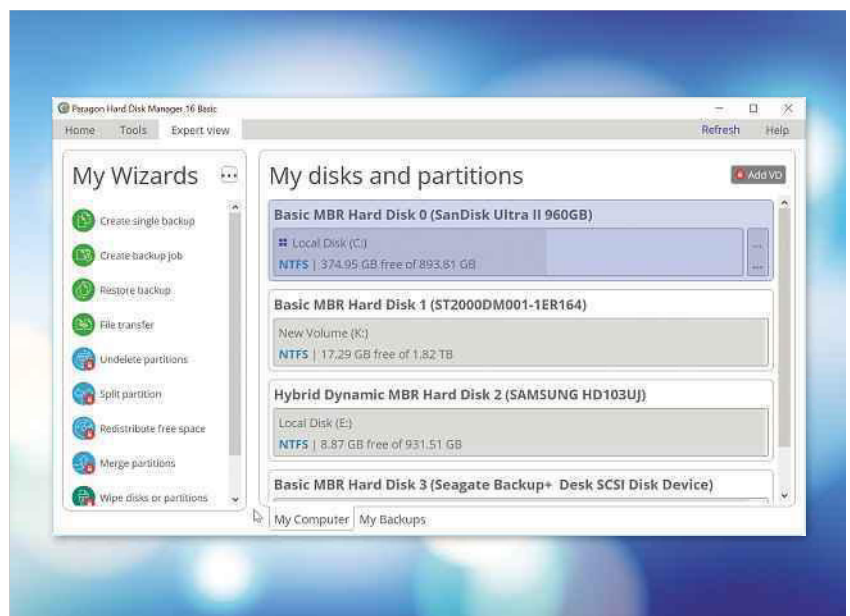 Paragon Hard Disk Manager 16 Basic
Home Tools Expert view Refresh Help
My Wizards
Create single backup
Create backup job
Restore backup
File transfer
Undelete partitions
Split partition
Redistribute free space
Merge partitions
Wipe disks or partitions
My disks and partitions
Add VD
Basic MBR Hard Disk 0 (SanDisk Ultra II 960GB)
Local Disk (C:)
NTFS | 374.95 GB free of 893.81 GB
Basic MBR Hard Disk 1 (ST2000DM001-1ER164)
New Volume (K:)
NTFS | 17.29 GB free of 1.82 TB
Hybrid Dynamic MBR Hard Disk 2 (SAMSUNG HD103UJ)
Local Disk (E:)
NTFS | 8.87 GB free of 931.51 GB
Basic MBR Hard Disk 3 (Seagate Backup+ Desk SCSI Disk Device)
My Computer My Backups